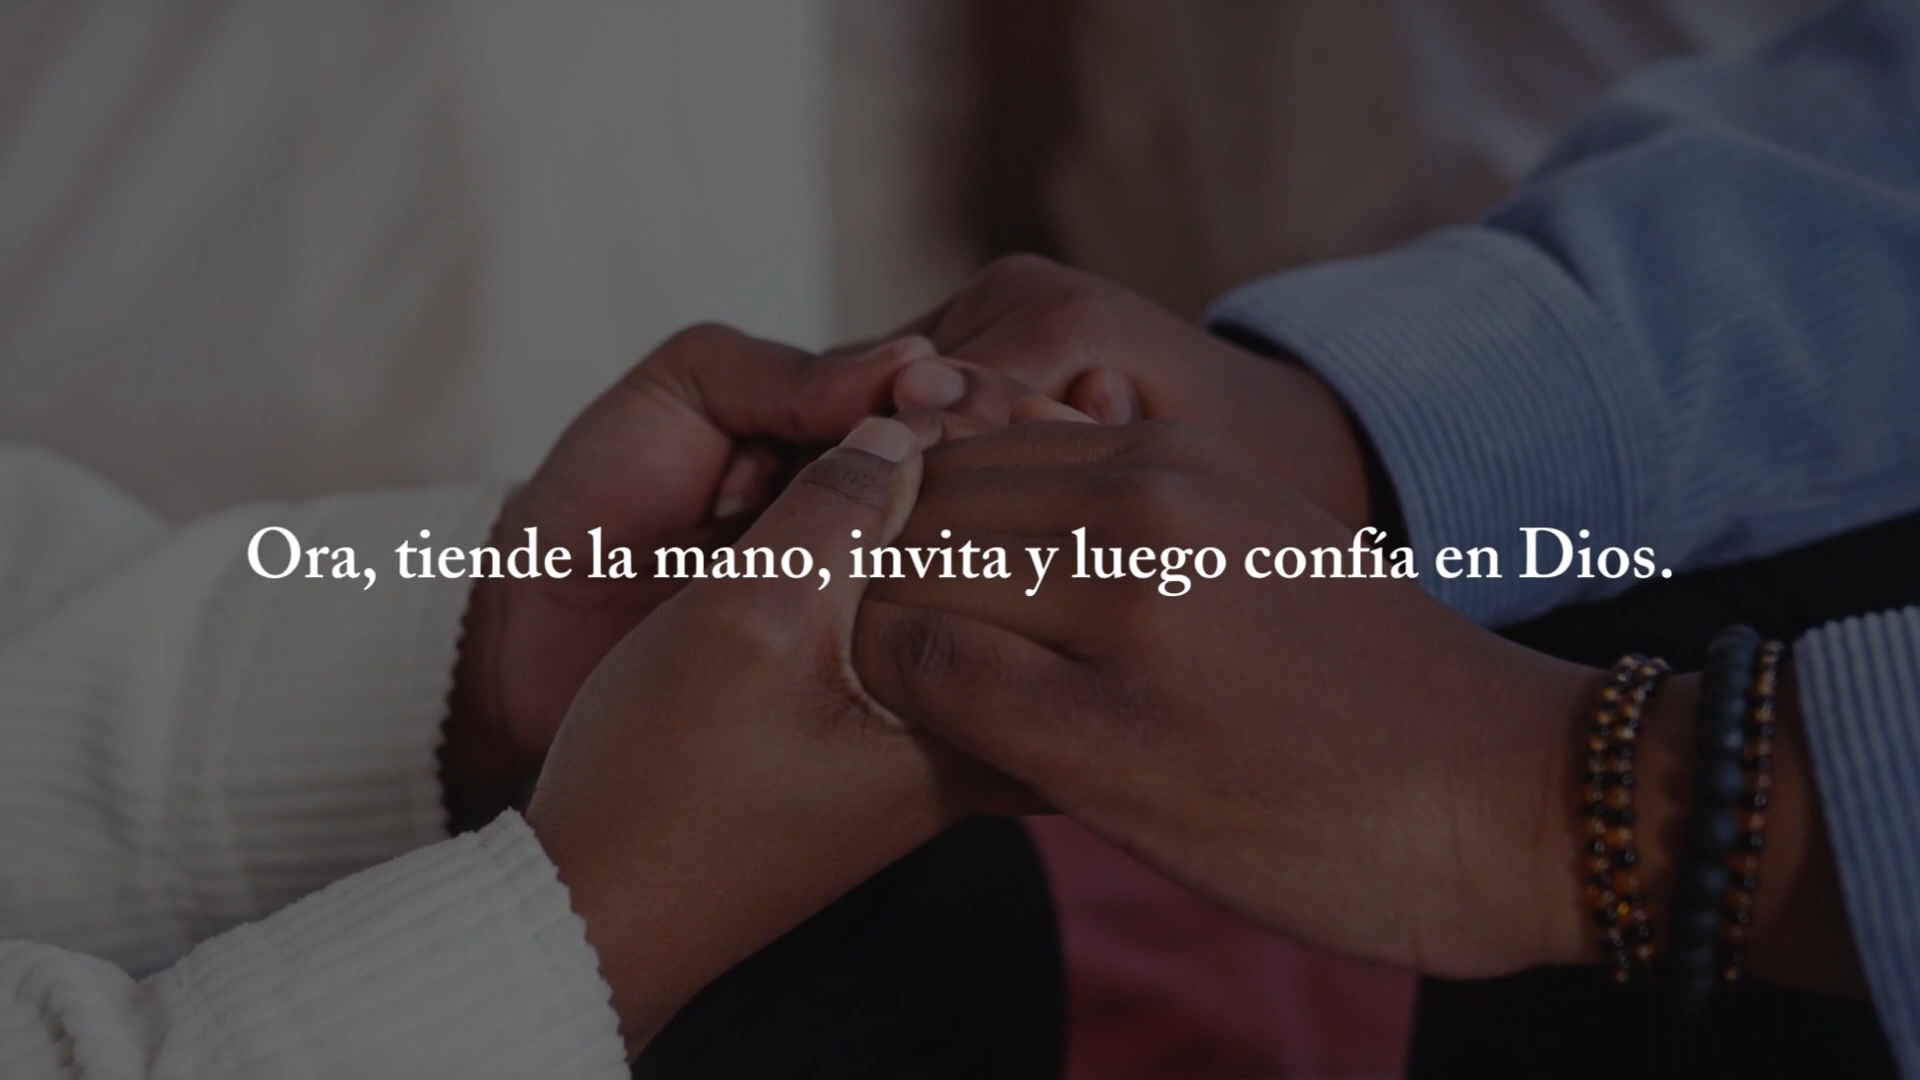 Ora, tiende la mano, invita y luego confía en Dios.